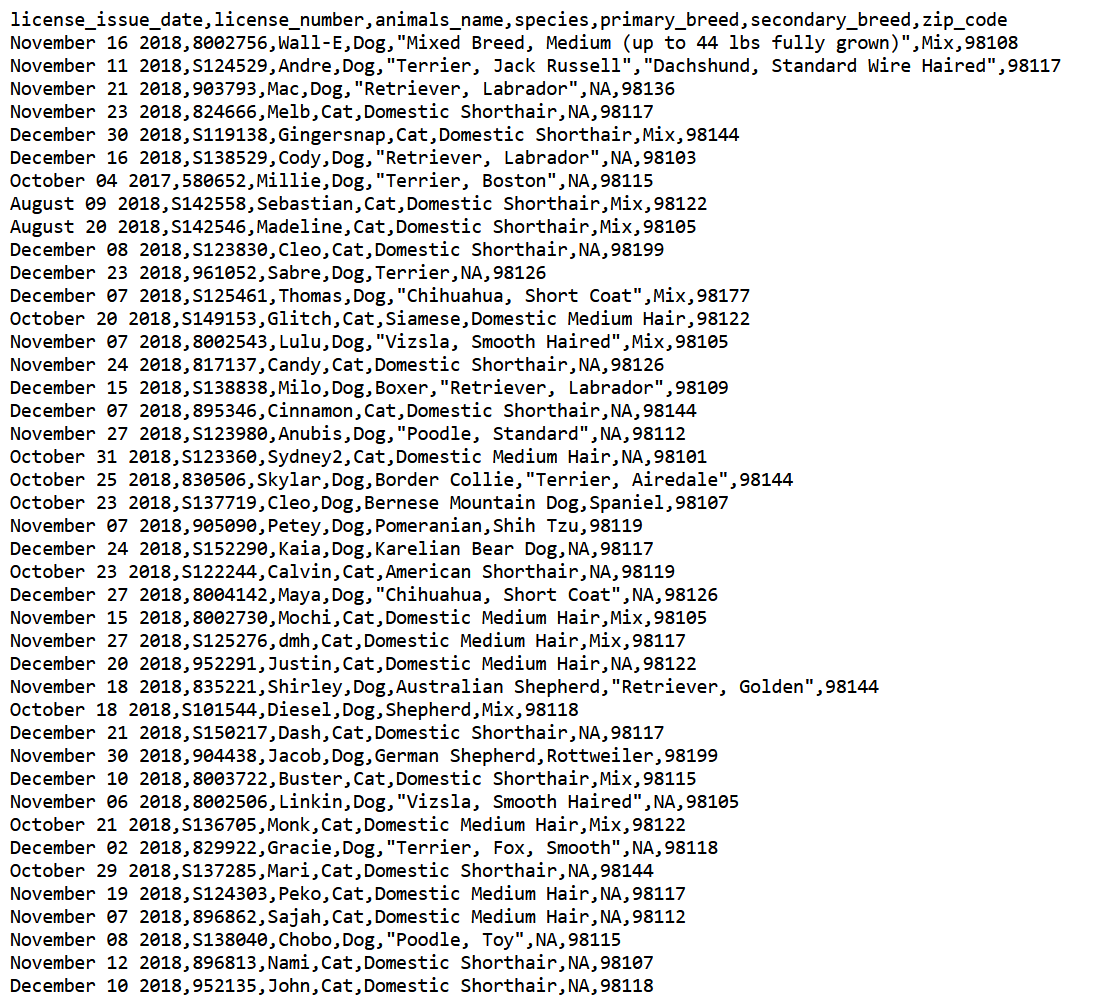 license_issue_date,license_number,animals_name,species,primary_breed,secondary_breed,zip_code
November 16 2018,8002756,Wall-E,Dog,"Mixed Breed, Medium (up to 44 lbs fully grown)",Mix,98108
November 11 2018,S124529,Andre,Dog,"Terrier, Jack Russell","Dachshund, Standard Wire Haired",98117
November 21 2018,903793,Mac,Dog,"Retriever, Labrador",NA,98136
November 23 2018,824666,Melb,Cat,Domestic Shorthair,NA,98117
December 30 2018,S119138,Gingersnap,Cat,Domestic Shorthair,Mix,98144
December 16 2018,S138529,Cody,Dog,"Retriever, Labrador",NA,98103
October 04 2017,580652,Millie,Dog,"Terrier, Boston",NA,98115
August 09 2018,S142558,Sebastian,Cat,Domestic Shorthair,Mix,98122
August 20 2018,S142546,Madeline,Cat,Domestic Shorthair,Mix,98105
December 08 2018,S123830,Cleo,Cat,Domestic Shorthair,NA,98199
December 23 2018,961052,Sabre,Dog,Terrier,NA,98126
December 07 2018,S125461,Thomas,Dog,"Chihuahua, Short Coat",Mix,98177
October 20 2018,S149153,Glitch,Cat,Siamese,Domestic Medium Hair,98122
November 07 2018,8002543,Lulu,Dog,"Vizsla, Smooth Haired",Mix,98105
November 24 2018,817137,Candy,Cat,Domestic Shorthair,NA,98126
December 15 2018,S138838,Milo,Dog,Boxer,"Retriever, Labrador",98109
December 07 2018,895346,Cinnamon,Cat,Domestic Shorthair,NA,98144
November 27 2018,S123980,Anubis,Dog,"Poodle, Standard",NA,98112
October 31 2018,S123360,Sydney2,Cat,Domestic Medium Hair,NA,98101
October 25 2018,830506,Skylar,Dog,Border Collie,"Terrier, Airedale",98144
October 23 2018,S137719,Cleo,Dog,Bernese Mountain Dog,Spaniel,98107
November 07 2018,905090,Petey,Dog,Pomeranian,Shih Tzu,98119
December 24 2018,S152290,Kaia,Dog,Karelian Bear Dog,NA,98117
October 23 2018,S122244,Calvin,Cat,American Shorthair,NA,98119
December 27 2018,8004142,Maya,Dog,"Chihuahua, Short Coat",NA,98126
November 15 2018,8002730,Mochi,Cat,Domestic Medium Hair,Mix,98105
November 27 2018,S125276,dmh,Cat,Domestic Medium Hair,Mix,98117
December 20 2018,952291,Justin,Cat,Domestic Medium Hair,NA,98122
November 18 2018,835221,Shirley,Dog,Australian Shepherd,"Retriever, Golden",98144
October 18 2018,S101544,Diesel,Dog,Shepherd,Mix,98118
December 21 2018,S150217,Dash,Cat,Domestic Shorthair,NA,98117
November 30 2018,904438,Jacob,Dog,German Shepherd,Rottweiler,98199
December 10 2018,8003722,Buster,Cat,Domestic Shorthair,Mix,98115
November 06 2018,8002506,Linkin,Dog,"Vizsla, Smooth Haired",NA,98105
October 21 2018,S136705,Monk,Cat,Domestic Medium Hair,Mix,98122
December 02 2018,829922,Gracie,Dog,"Terrier, Fox, Smooth",NA,98118
October 29 2018,S137285,Mari,Cat,Domestic Shorthair,NA,98144
November 19 2018,S124303,Peko,Cat,Domestic Medium Hair,NA,98117
November 07 2018,896862,Sajah,Cat,Domestic Medium Hair,NA,98112
November 08 2018,S138040,Chobo,Dog,"Poodle, Toy",NA,98115
November 12 2018,896813,Nami,Cat,Domestic Shorthair,NA,98107
December 10 2018,952135,John,Cat,Domestic Shorthair,NA,98118